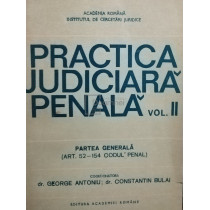 ACADEMIA ROMÂNĂ
INSTITUTUL DE CERCETĂRI JURIDICE
PRACTICA
JUDICIARĂ
PENALĂ VOL. II
PARTEA GENERALĂ
(ART. 52–154 CODUL PENAL)
COORDONATORI
dr. GEORGE ANTONIU; dr. CONSTANTIN BULAI
EDITURA ACADEMIEI ROMÂNE